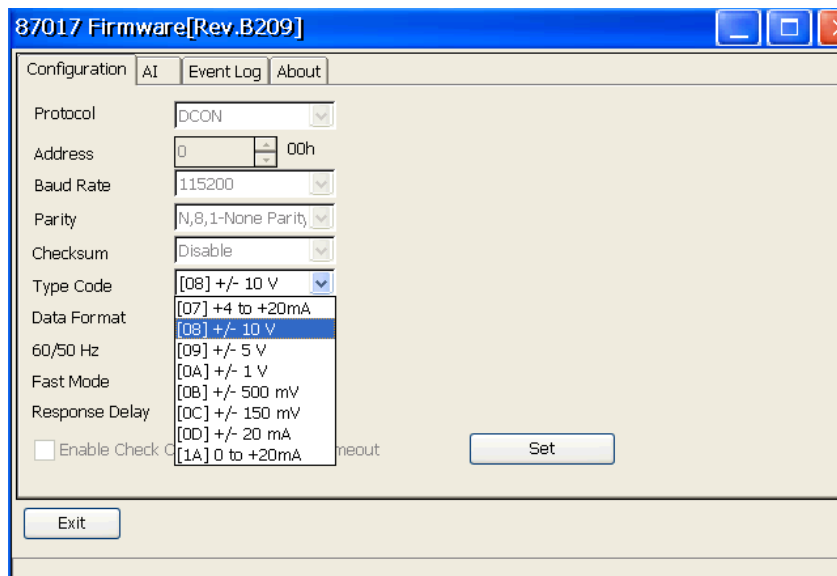 87017 Firmware[Rev.B209]
Configuration AI Event Log About
Protocol DCON
Address 0 00h
Baud Rate 115200
Parity N,8,1-None Parity
Checksum Disable
Type Code [08] +/- 10 V
[07] +4 to +20mA
Data Format
[08] +/- 10 V
60/50 Hz
[09] +/- 5 V
[0A] +/- 1 V
Fast Mode
[0B] +/- 500 mV
Response Delay
[0C] +/- 150 mV
[0D] +/- 20 mA
Enable Check meout Set
[1A] 0 to +20mA
Exit